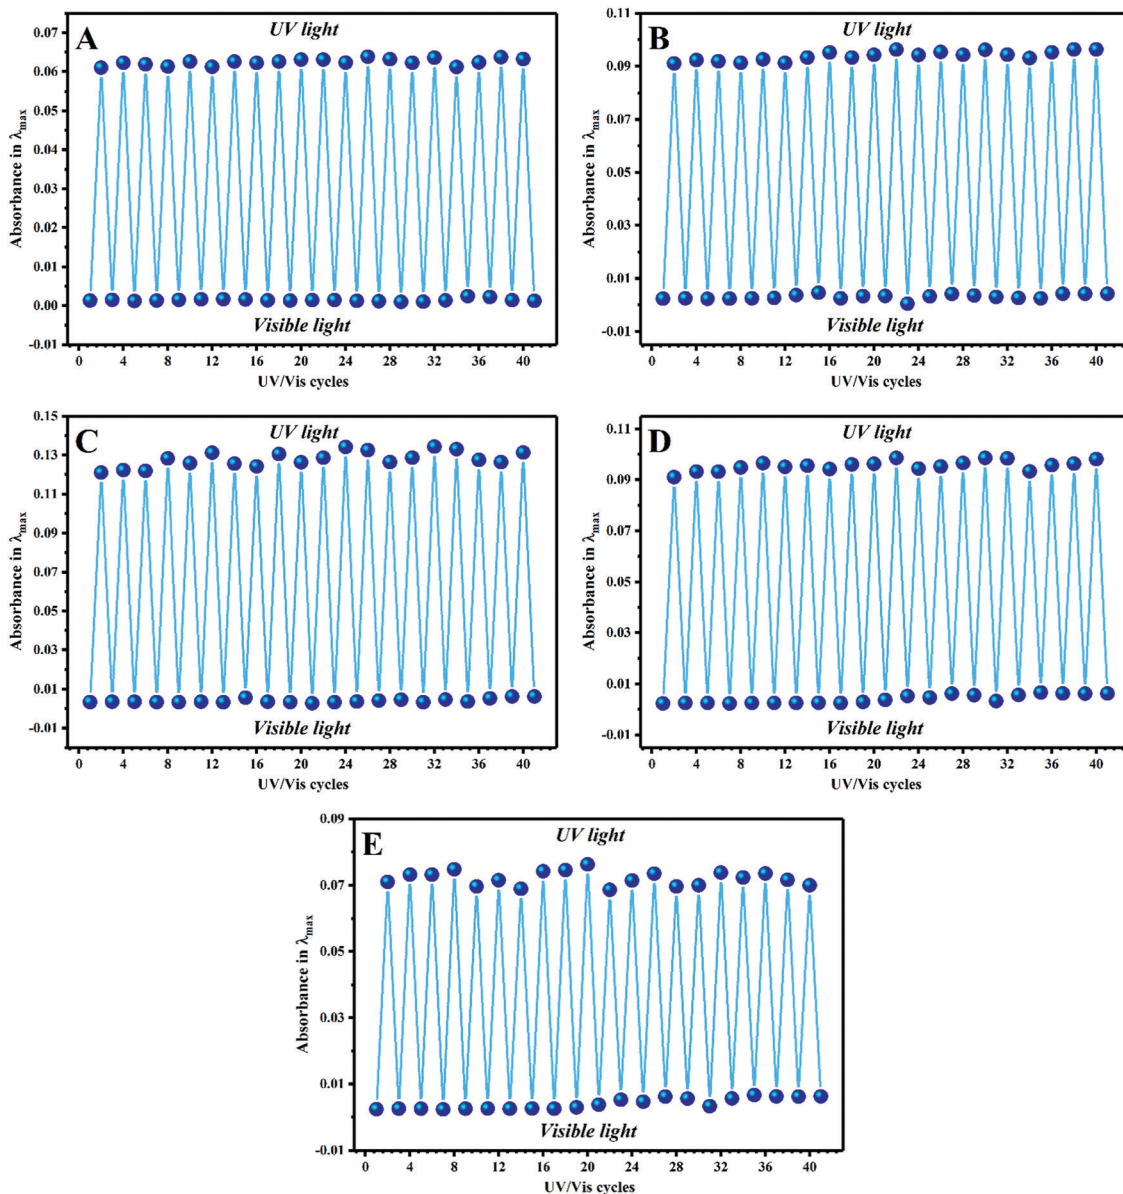 A
UV light
0.07
0.06
0.05
0.04
0.03
0.02
0.01
0.00
-0.01
Absorbance in λmax
Visible light
0 4 8 12 16 20 24 28 32 36 40
UV/Vis cycles
B
UV light
0.11
0.09
0.07
0.05
0.03
0.01
-0.01
Absorbance in λmax
Visible light
0 4 8 12 16 20 24 28 32 36 40
UV/Vis cycles
C
UV light
0.15
0.13
0.11
0.09
0.07
0.05
0.03
0.01
-0.01
Absorbance in λmax
Visible light
0 4 8 12 16 20 24 28 32 36 40
UV/Vis cycles
D
UV light
0.11
0.09
0.07
0.05
0.03
0.01
-0.01
Absorbance in λmax
Visible light
0 4 8 12 16 20 24 28 32 36 40
UV/Vis cycles
E
UV light
0.09
0.07
0.05
0.03
0.01
-0.01
Absorbance in λmax
Visible light
0 4 8 12 16 20 24 28 32 36 40
UV/Vis cycles